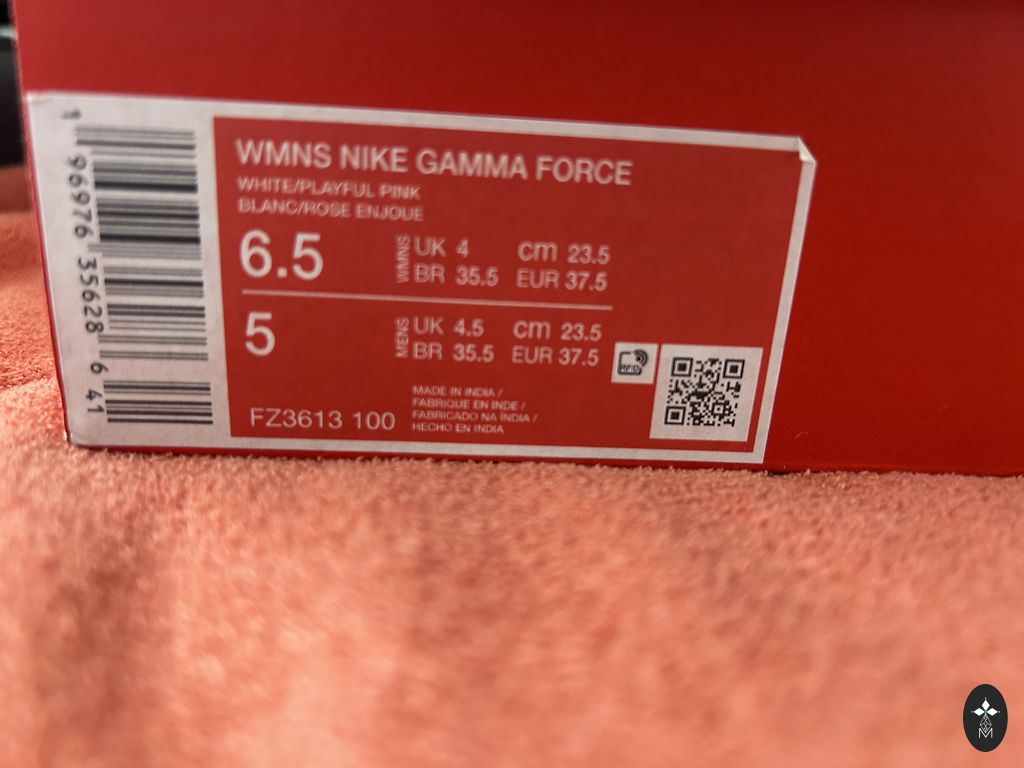 WMNS NIKE GAMMA FORCE
WHITE/PLAYFUL PINK
BLANC/ROSE ENJOUE
6.5 WMNS UK 4 cm 23.5
BR 35.5 EUR 37.5
5 MENS UK 4.5 cm 23.5
BR 35.5 EUR 37.5
RFID
FZ3613 100
MADE IN INDIA /
FABRIQUE EN INDE /
FABRICADO NA INDIA /
HECHO EN INDIA
1 96976 35628 6 41
M